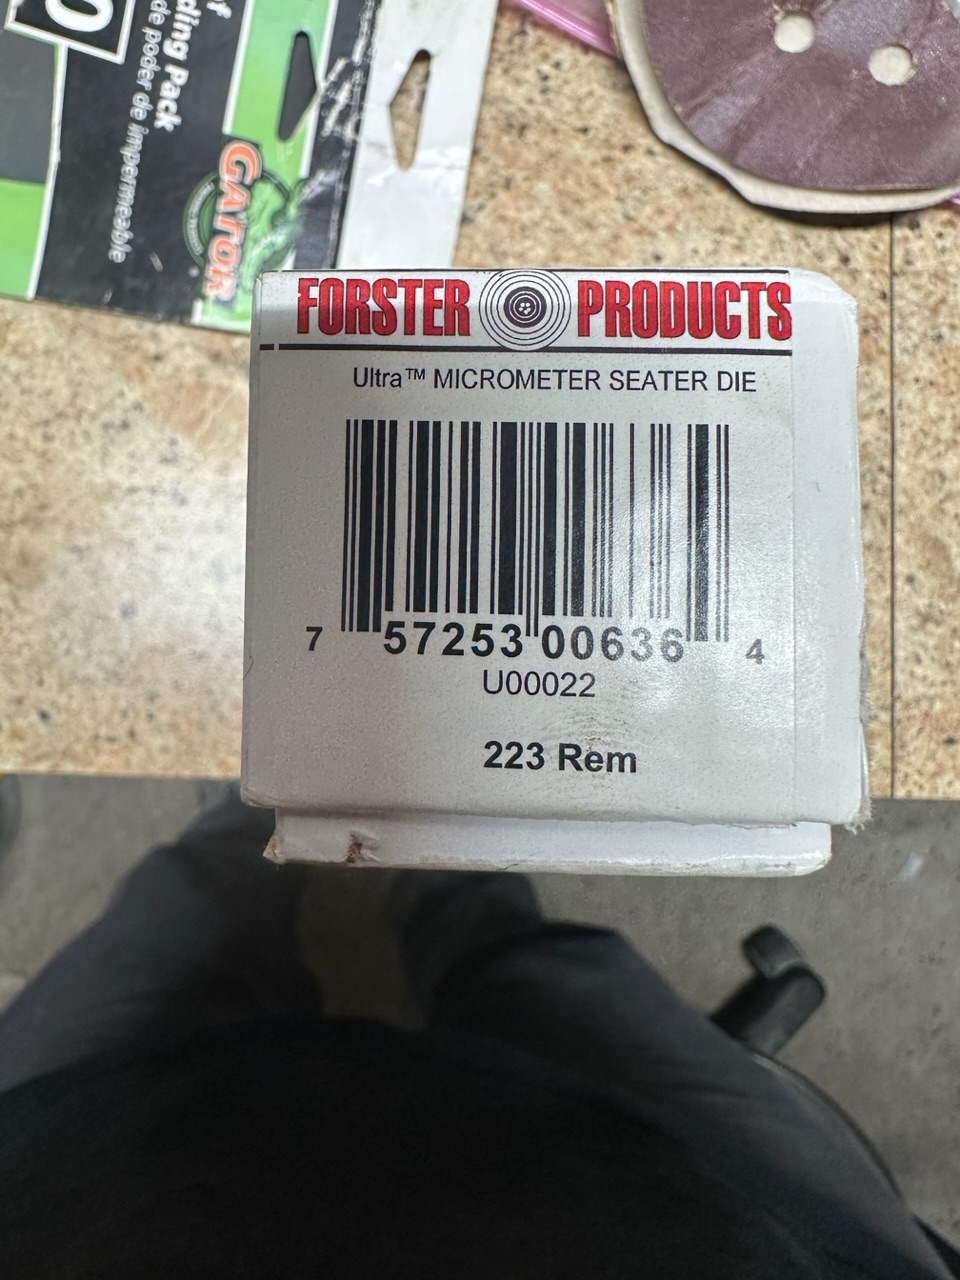 ding Pack
de poder de impermeable
GATOR
FORSTER PRODUCTS
Ultra™ MICROMETER SEATER DIE
7 57253 00636 4
U00022
223 Rem